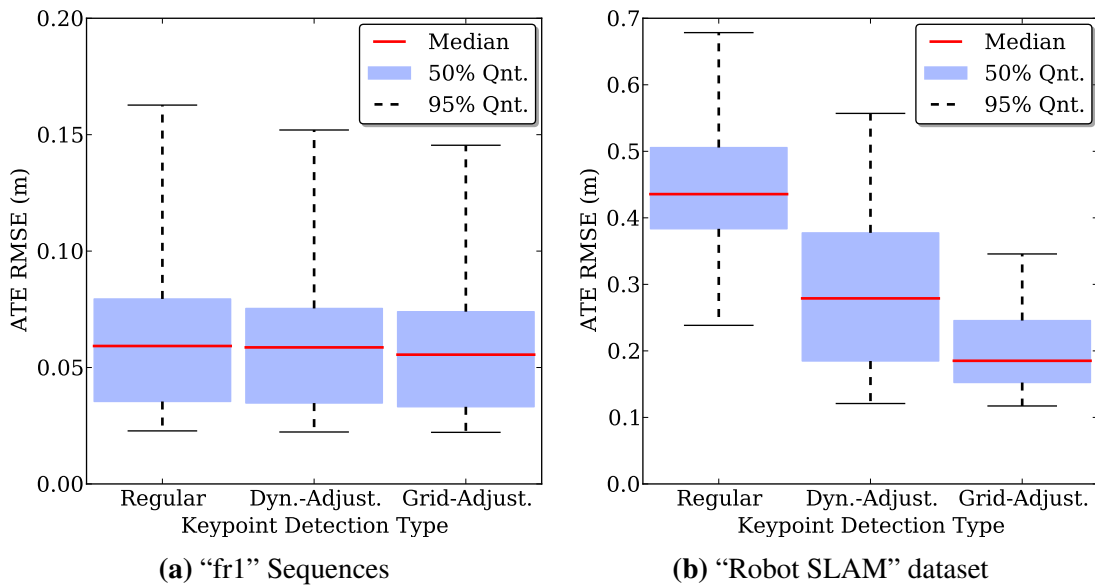 0.20
0.15
0.10
0.05
0.00
ATE RMSE (m)
Median
50% Qnt.
95% Qnt.
Regular Dyn.-Adjust. Grid-Adjust.
Keypoint Detection Type
(a) “fr1” Sequences
0.7
0.6
0.5
0.4
0.3
0.2
0.1
0.0
ATE RMSE (m)
Median
50% Qnt.
95% Qnt.
Regular Dyn.-Adjust. Grid-Adjust.
Keypoint Detection Type
(b) “Robot SLAM” dataset